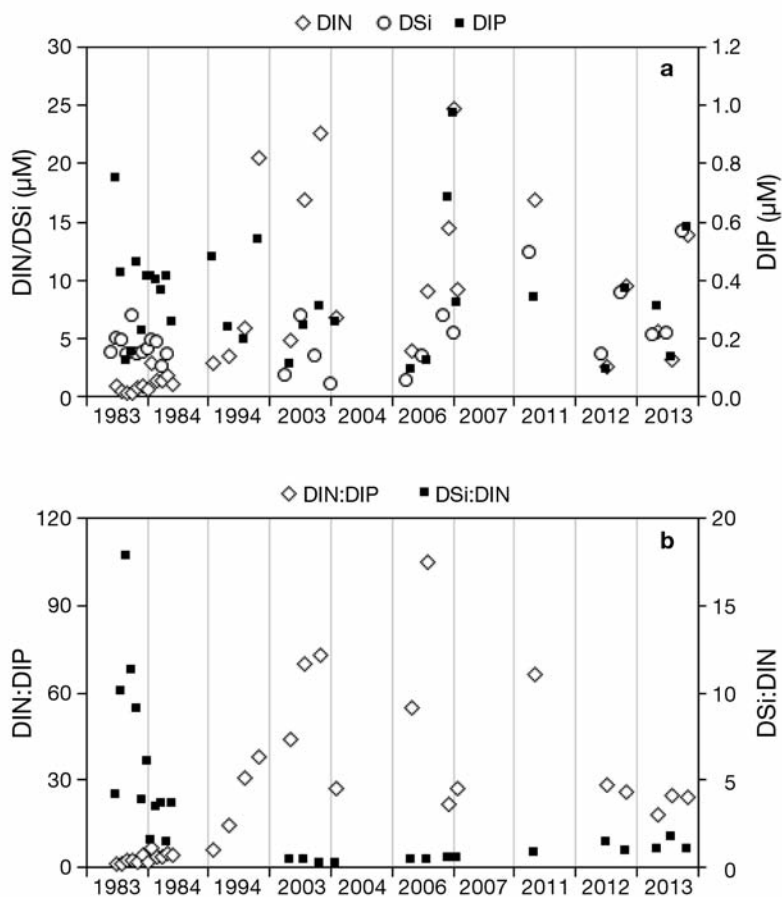 DIN DSi DIP
30 1.2
a
25 1.0
20 0.8
15 0.6
10 0.4
5 0.2
0 0.0
DIN/DSi (µM)
DIP (µM)
1983 1984 1994 2003 2004 2006 2007 2011 2012 2013
DIN:DIP DSi:DIN
120 20
b
90 15
60 10
30 5
0 0
DIN:DIP
DSi:DIN
1983 1984 1994 2003 2004 2006 2007 2011 2012 2013